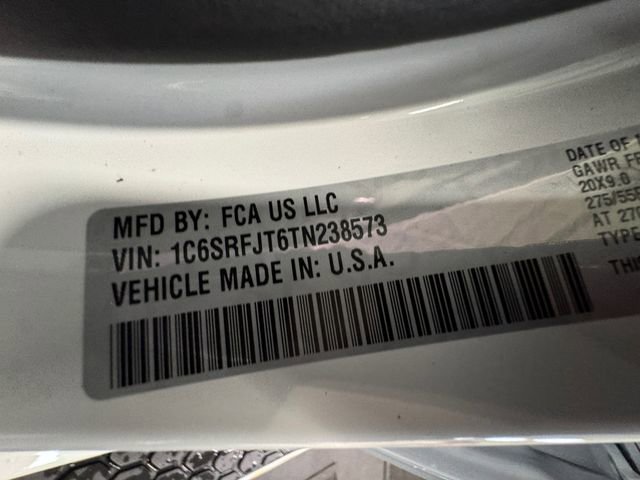 MFD BY: FCA US LLC
VIN: 1C6SRFJT6TN238573
VEHICLE MADE IN: U.S.A.
DATE OF
GAWR
20X9.0
275/55
AT
TYPE